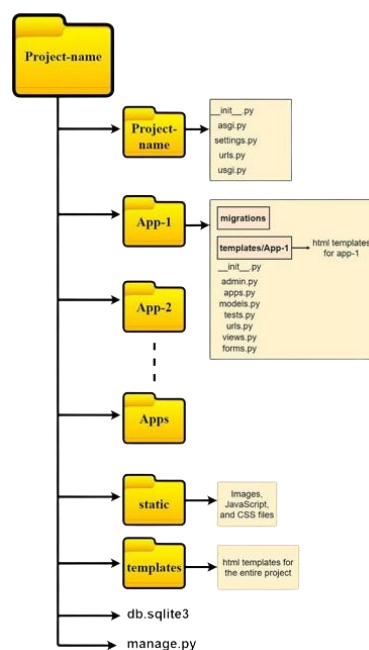 Project-name
Project-
name
__init__.py
asgi.py
settings.py
urls.py
usgi.py
App-1
migrations
templates/App-1
html templates
for app-1
__init__.py
admin.py
apps.py
models.py
tests.py
urls.py
views.py
forms.py
App-2
Apps
static
Images,
JavaScript,
and CSS files
templates
html templates for
the entire project
db.sqlite3
manage.py